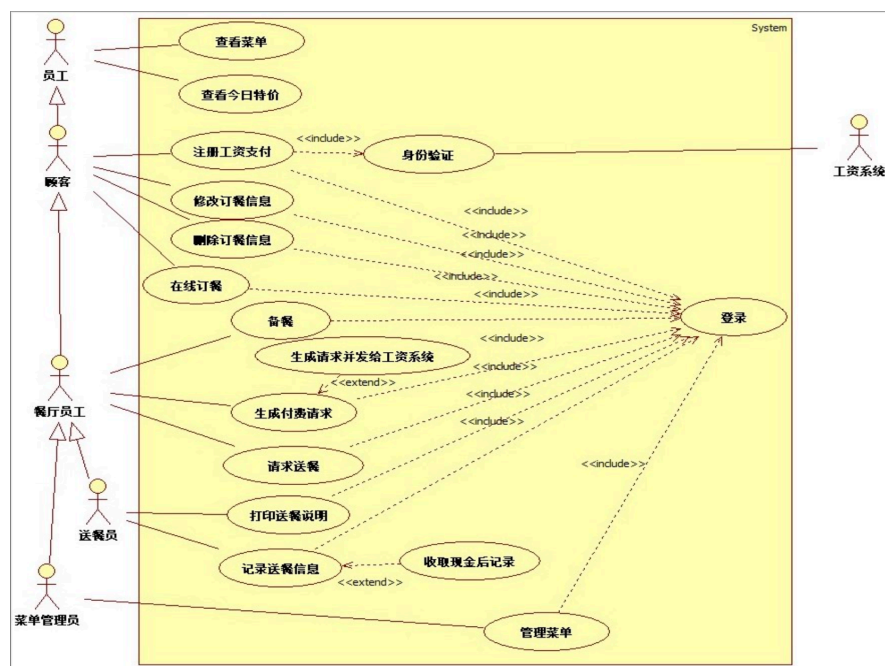 System
员工
查看菜单
查看今日特价
顾客
注册工资支付
<<include>>
身份验证
工资系统
修改订餐信息
<<include>>
删除订餐信息
<<include>>
<<include>>
<<include>>
在线订餐
<<include>>
备餐
登录
生成请求并发给工资系统
<<include>>
<<extend>>
<<include>>
餐厅员工
生成付费请求
<<include>>
<<include>>
请求送餐
<<include>>
打印送餐说明
送餐员
记录送餐信息
收取现金后记录
<<extend>>
菜单管理员
管理菜单